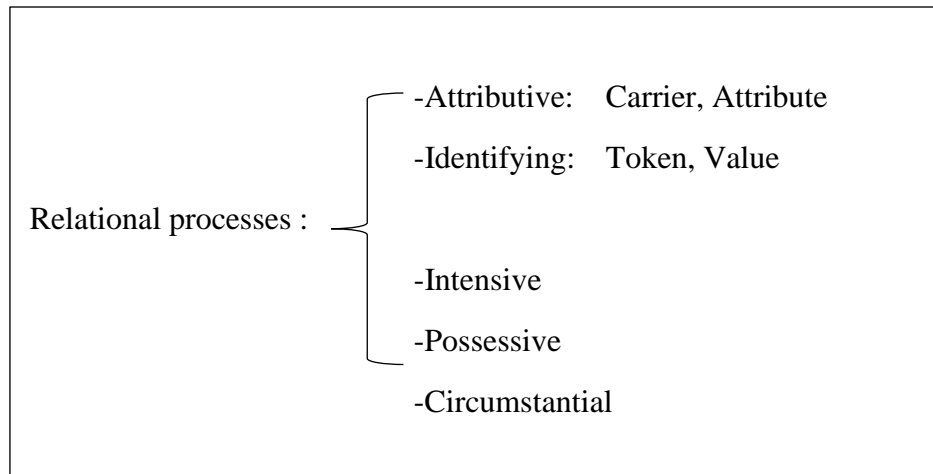 -Attributive: Carrier, Attribute
-Identifying: Token, Value
Relational processes :
-Intensive
-Possessive
-Circumstantial